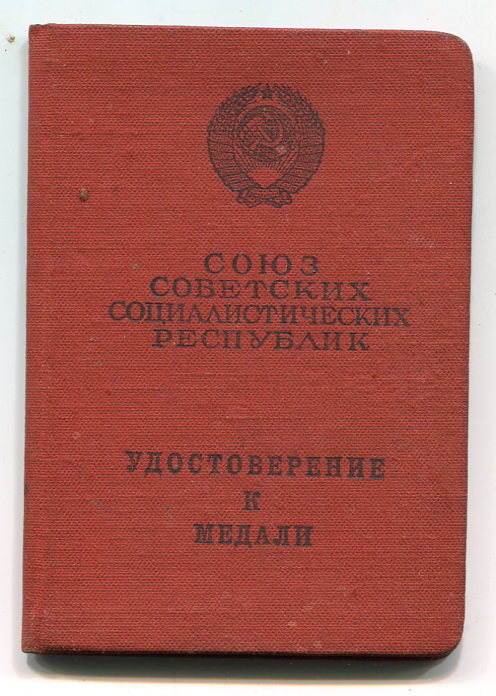 СОЮЗ
СОВЕТСКИХ
СОЦИАЛИСТИЧЕСКИХ
РЕСПУБЛИК
УДОСТОВЕРЕНИЕ
К
МЕДАЛИ